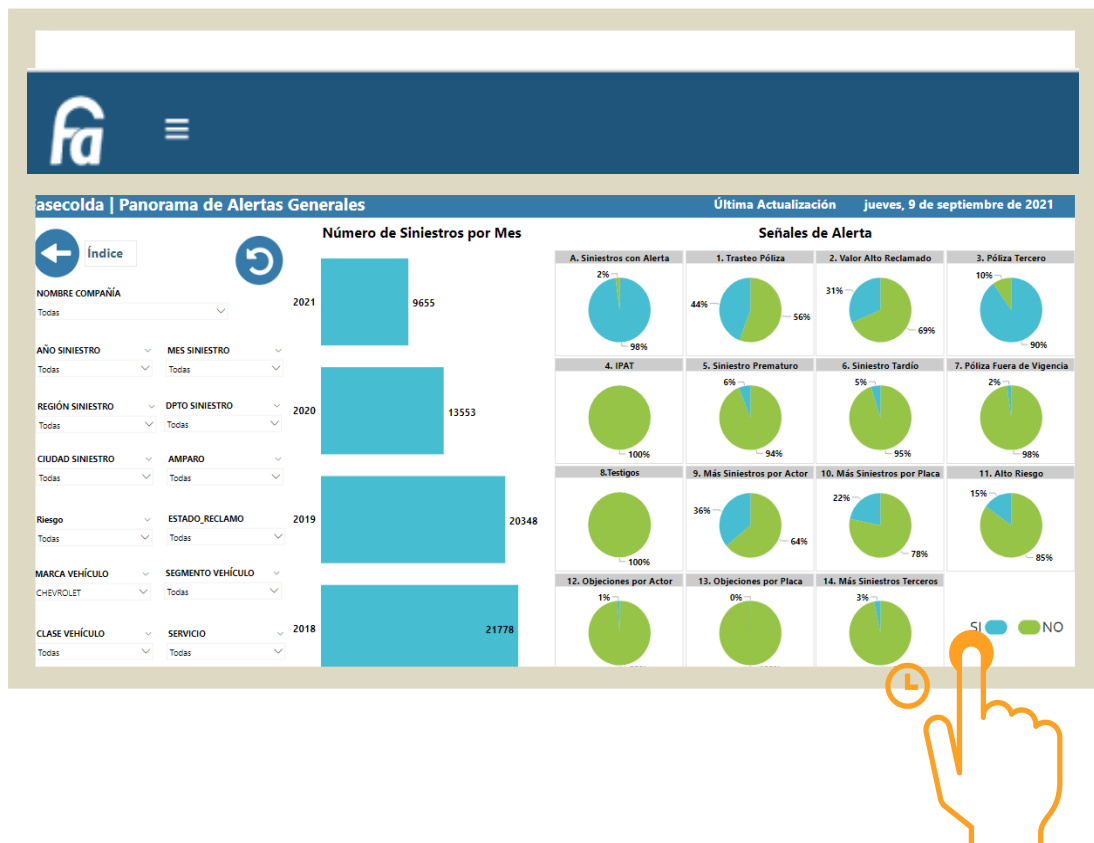 fa
asecolda | Panorama de Alertas Generales
Última Actualización jueves, 9 de septiembre de 2021
Índice
NOMBRE COMPAÑÍA
Todas
AÑO SINIESTRO MES SINIESTRO
Todas Todas
REGIÓN SINIESTRO DPTO SINIESTRO
Todas Todas
CIUDAD SINIESTRO AMPARO
Todas Todas
Riesgo ESTADO_RECLAMO
Todas Todas
MARCA VEHÍCULO SEGMENTO VEHÍCULO
CHEVROLET Todas
CLASE VEHÍCULO SERVICIO
Todas Todas
Número de Siniestros por Mes
2021 9655
2020 13553
2019 20348
2018 21778
Señales de Alerta
A. Siniestros con Alerta 1. Trasteo Póliza 2. Valor Alto Reclamado 3. Póliza Tercero
2% 44% 31% 10%
98% 56% 69% 90%
4. IPAT 5. Siniestro Prematuro 6. Siniestro Tardío 7. Póliza Fuera de Vigencia
6% 5% 2%
100% 94% 95% 98%
8.Testigos 9. Más Siniestros por Actor 10. Más Siniestros por Placa 11. Alto Riesgo
36% 22% 15%
100% 64% 78% 85%
12. Objeciones por Actor 13. Objeciones por Placa 14. Más Siniestros Terceros
1% 0% 3%
SI NO